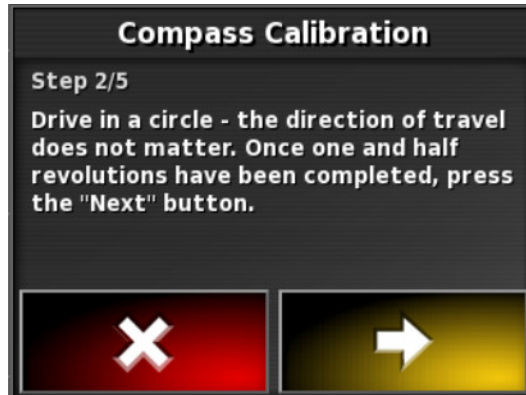 Compass Calibration
Step 2/5
Drive in a circle - the direction of travel
does not matter. Once one and half
revolutions have been completed, press
the "Next" button.